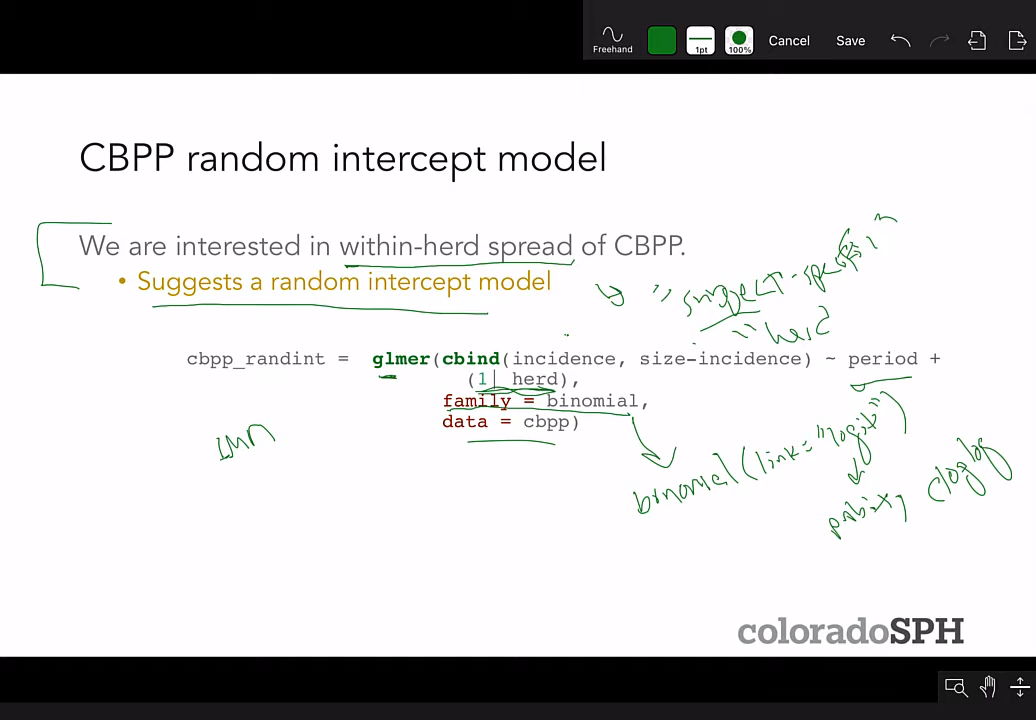 Freehand
1pt
100%
Cancel
Save
CBPP random intercept model
We are interested in within-herd spread of CBPP.
• Suggests a random intercept model
"subject-specific"
"herd
cbpp_randint = glmer(cbind(incidence, size-incidence) ~ period +
(1| herd),
family = binomial,
data = cbpp)
binomial(link="logit")
probit, cloglog
coloradoSPH